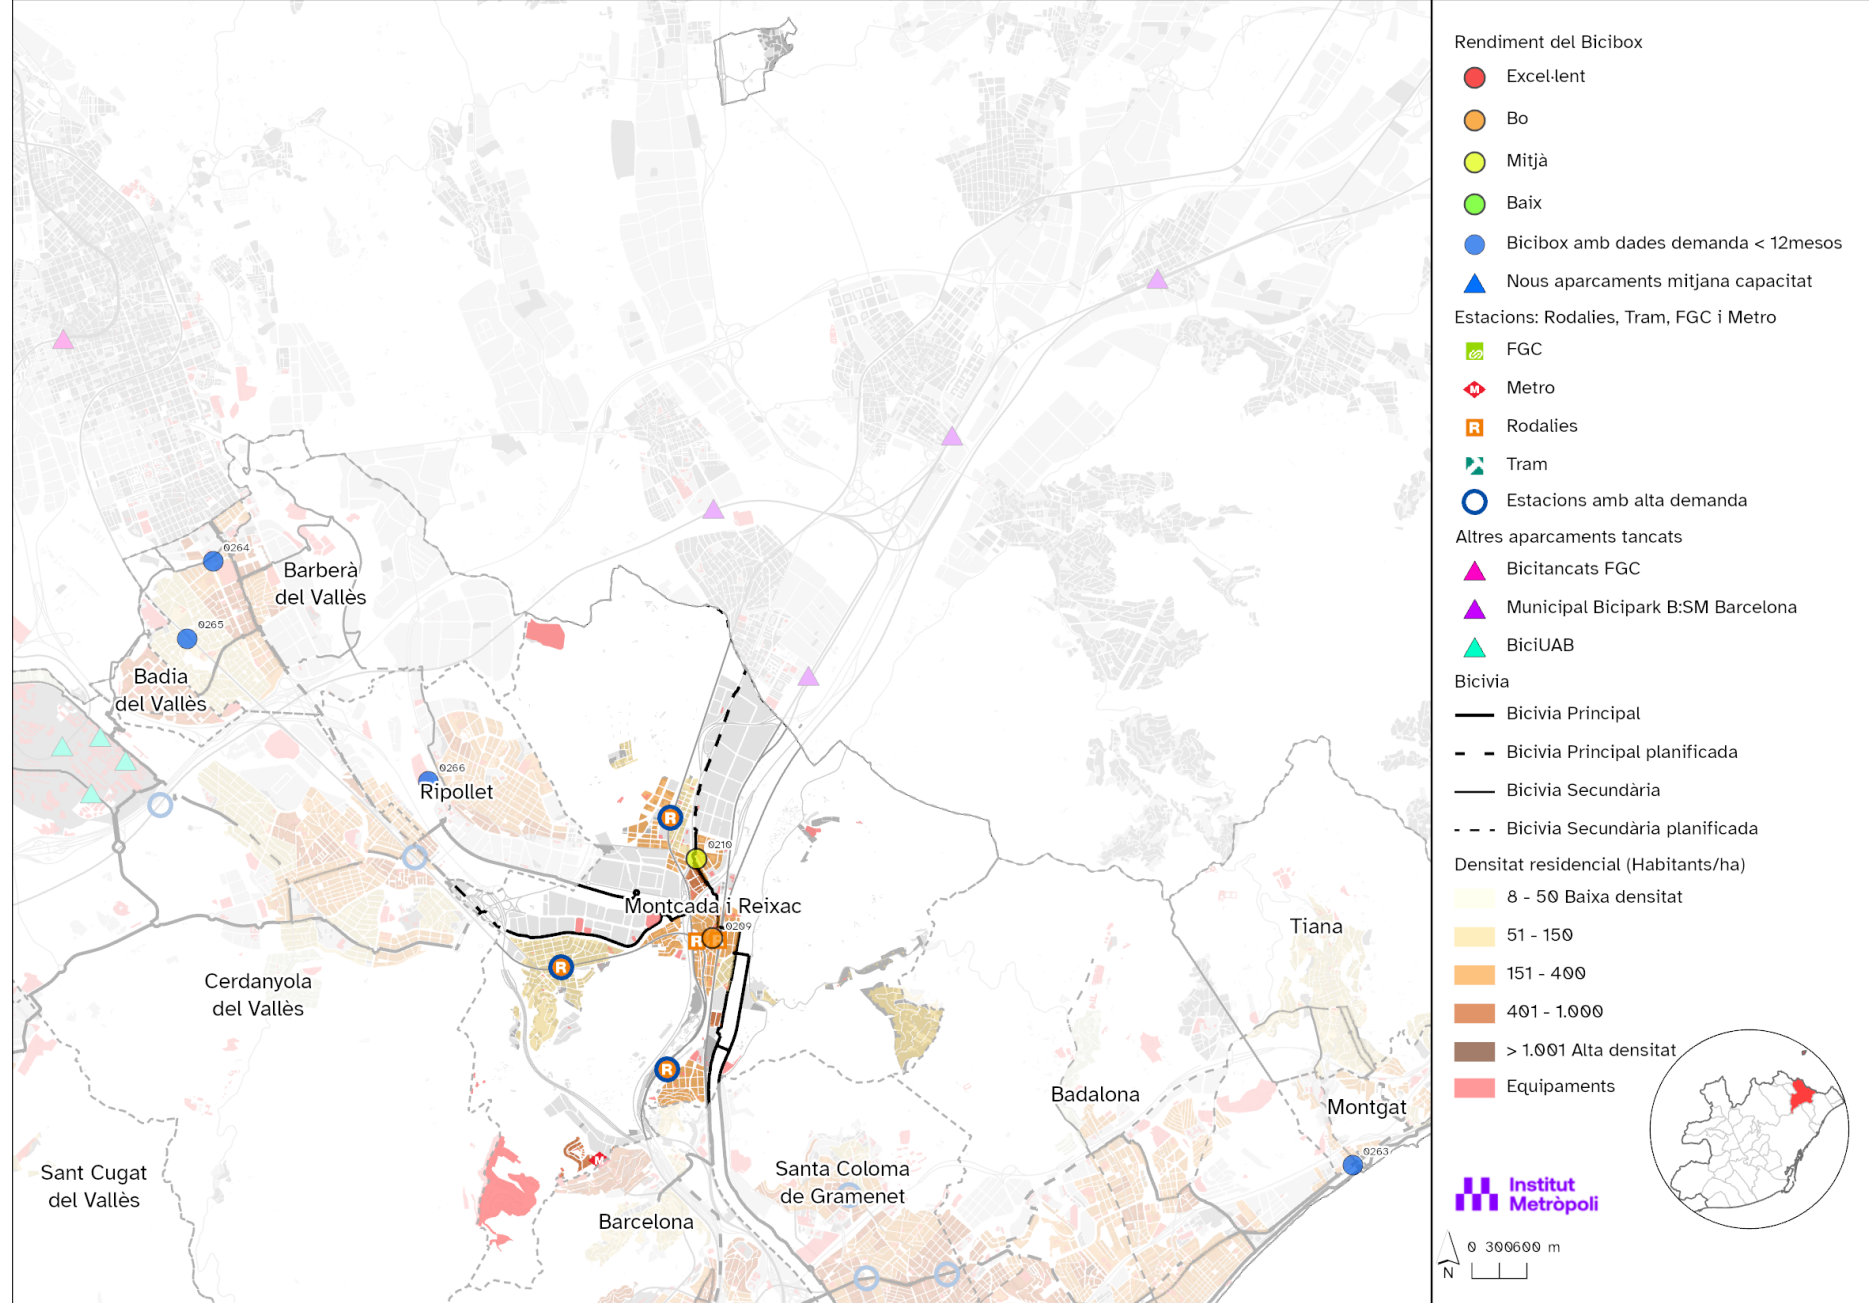 Rendiment del Bicibox
Excel·lent
Bo
Mitjà
Baix
Bicibox amb dades demanda < 12mesos
Nous aparcaments mitjana capacitat
Estacions: Rodalies, Tram, FGC i Metro
FGC
M
Metro
R
Rodalies
Tram
Estacions amb alta demanda
Altres aparcaments tancats
Bicitancats FGC
Municipal Bicipark B:SM Barcelona
BiciUAB
Bicivia
Bicivia Principal
Bicivia Principal planificada
Bicivia Secundària
Bicivia Secundària planificada
Densitat residencial (Habitants/ha)
8 - 50 Baixa densitat
51 - 150
151 - 400
401 - 1.000
> 1.001 Alta densitat
Equipaments
Institut
Metròpoli
N
0 300600 m
0264
Barberà
del Vallès
0265
Badia
del Vallès
0266
Ripollet
R
0210
Montcada i Reixac
0209
R
R
Tiana
Cerdanyola
del Vallès
R
Badalona
Montgat
M
0263
Sant Cugat
del Vallès
Santa Coloma
de Gramenet
Barcelona